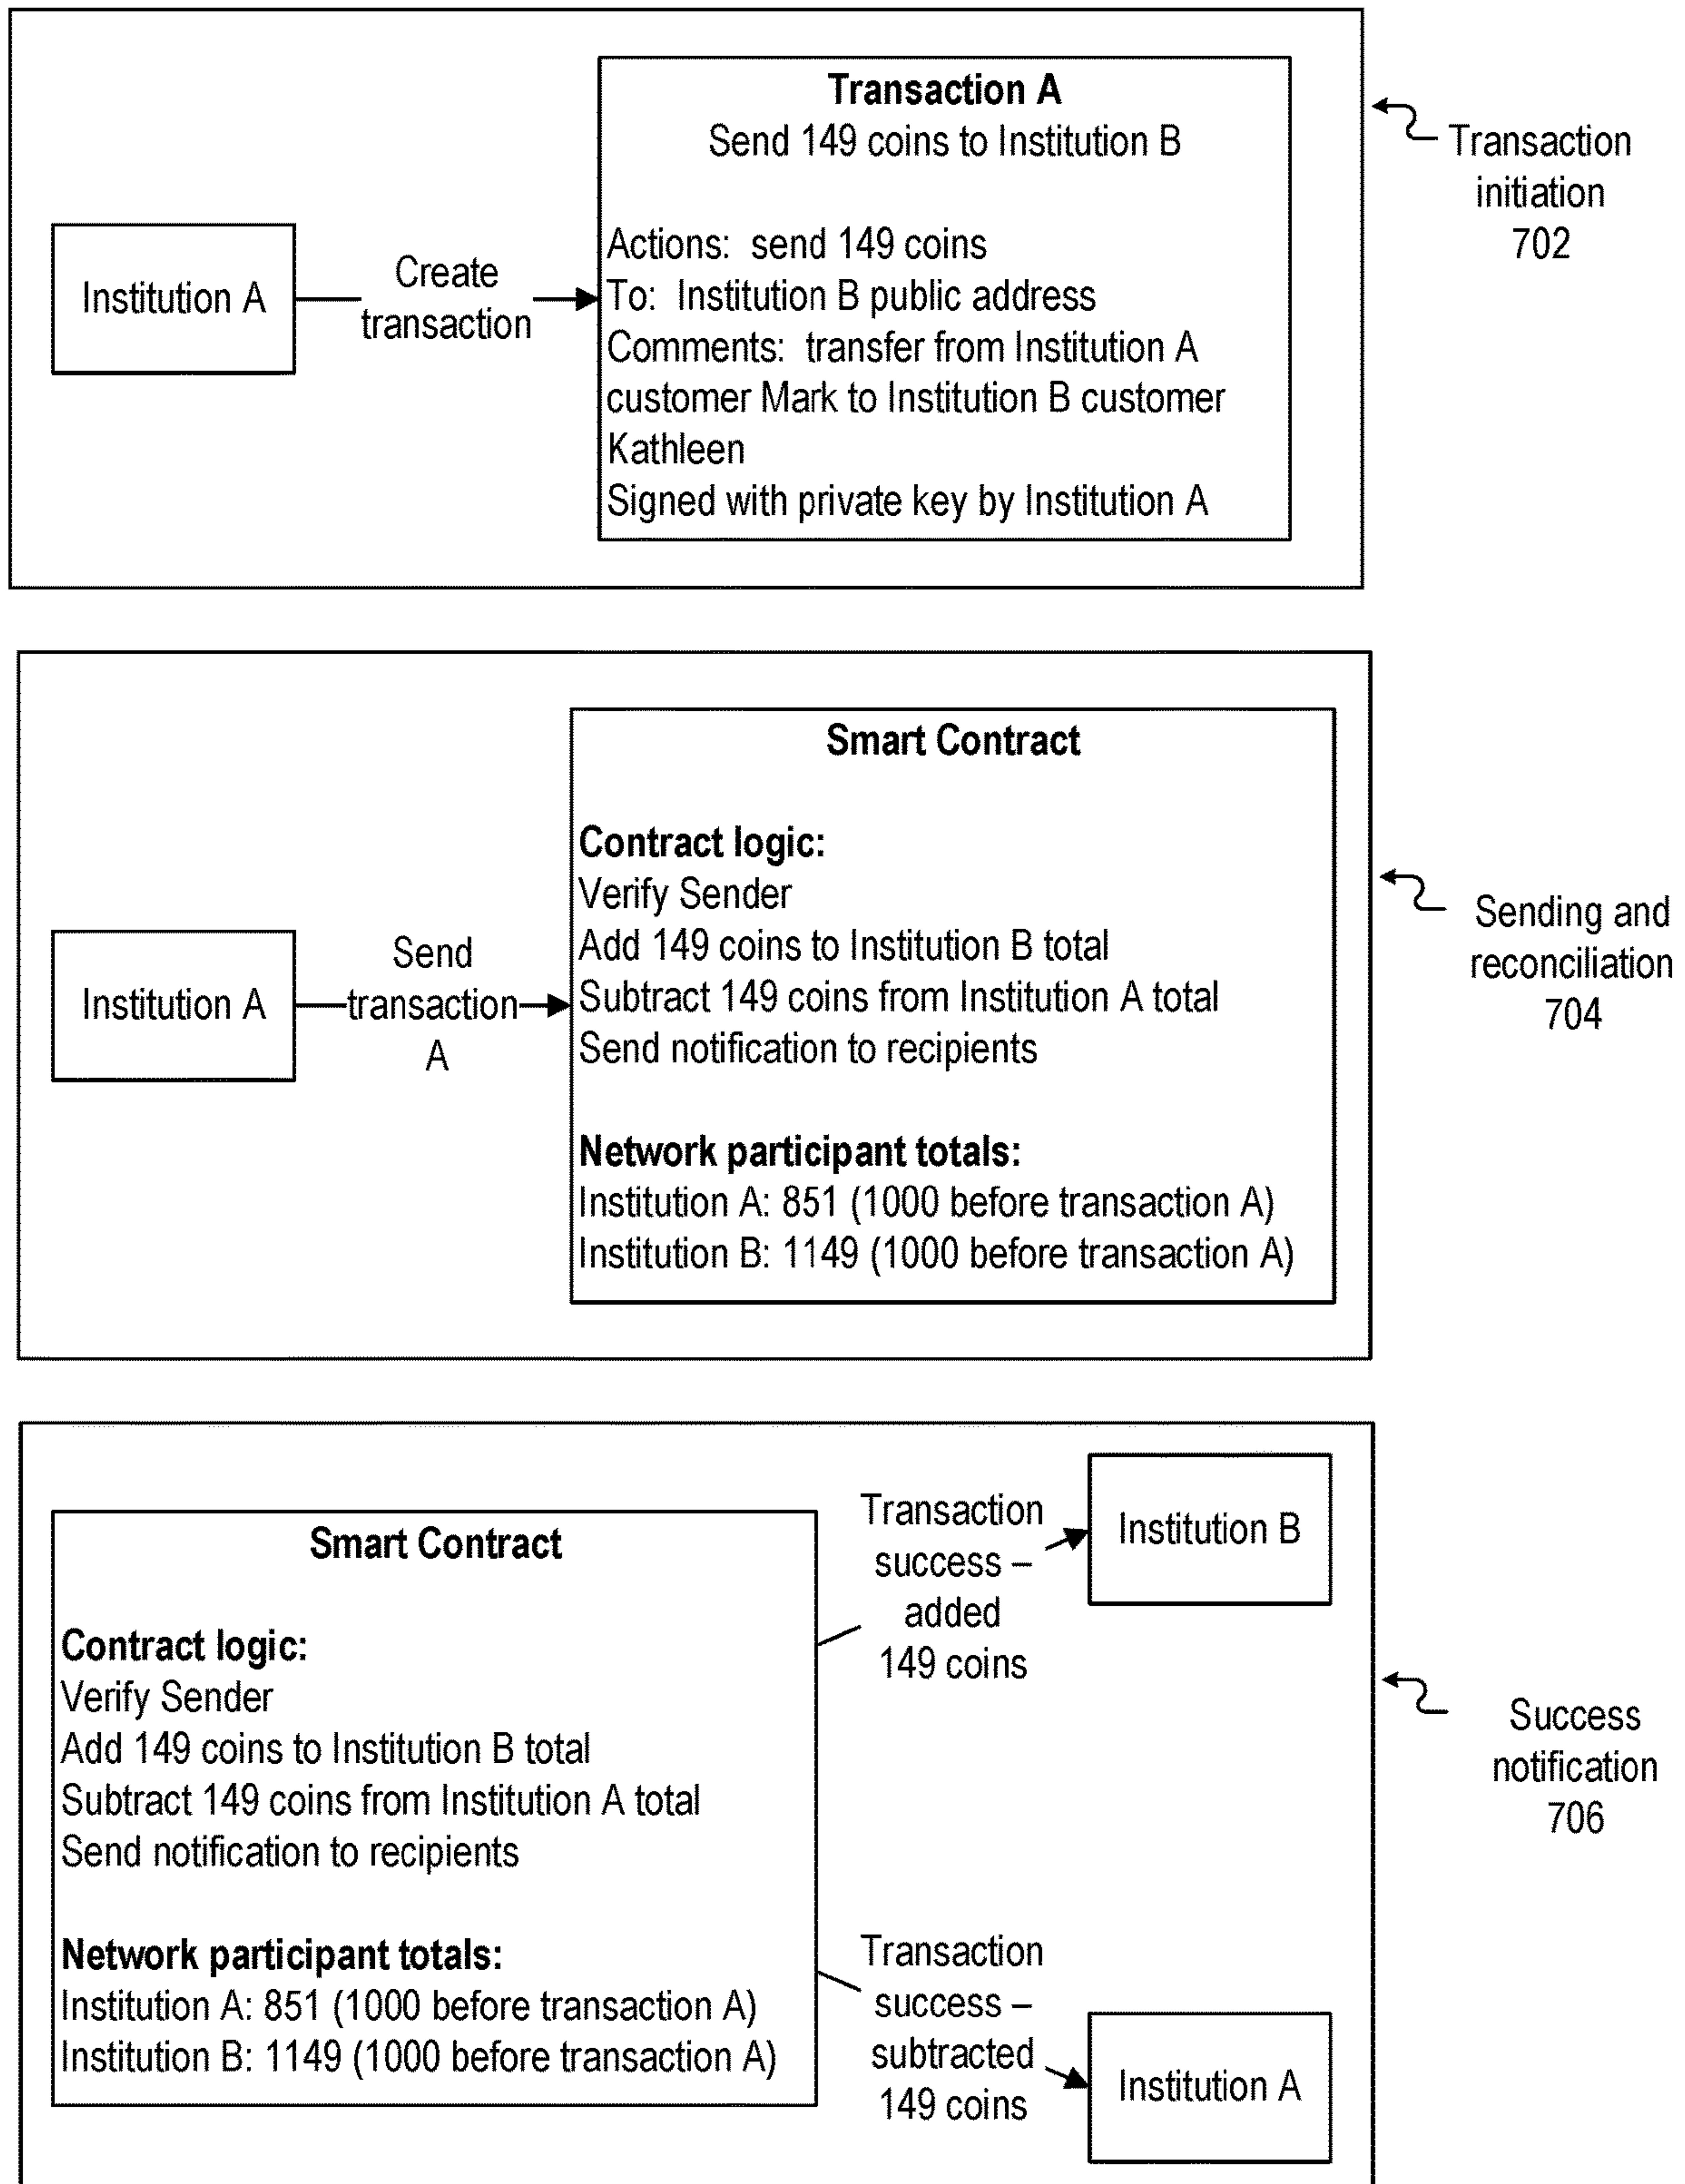 Transaction A
Send 149 coins to Institution B
Actions:  send 149 coins
To:  Institution B public address
Comments:  transfer from Institution A
customer Mark to Institution B customer
Kathleen
Signed with private key by Institution A
Institution A
Create
transaction
Transaction
initiation
702
Smart Contract
Contract logic:
Verify Sender
Add 149 coins to Institution B total
Subtract 149 coins from Institution A total
Send notification to recipients
Network participant totals:
Institution A: 851 (1000 before transaction A)
Institution B: 1149 (1000 before transaction A)
Institution A
Send
transaction
A
Sending and
reconciliation
704
Smart Contract
Contract logic:
Verify Sender
Add 149 coins to Institution B total
Subtract 149 coins from Institution A total
Send notification to recipients
Network participant totals:
Institution A: 851 (1000 before transaction A)
Institution B: 1149 (1000 before transaction A)
Transaction
success –
added
149 coins
Institution B
Transaction
success –
subtracted
149 coins
Institution A
Success
notification
706